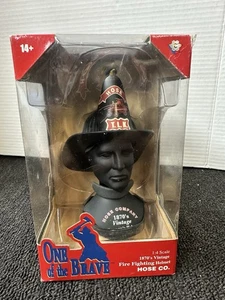 14+
HOSE
HOSE COMPANY
1870's
Vintage
ONE
of the BRAVE
1:6 Scale
1870's Vintage
Fire Fighting Helmet
HOSE CO.